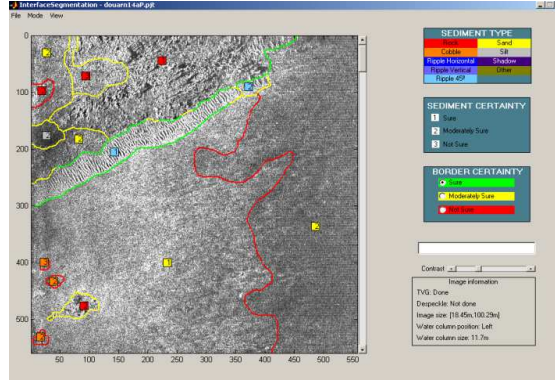 InterfaceSegmentation - douarn14aP.pjt
File Mode View
SEDIMENT TYPE
Rock Sand
Cobble Silt
Ripple Horizontal Shadow
Ripple Vertical Other
Ripple 45º
SEDIMENT CERTAINTY
1 Sure
2 Moderately Sure
3 Not Sure
BORDER CERTAINTY
Sure
Moderately Sure
Not Sure
Contrast
Image information
TVG: Done
Despeckle: Not done
Image size: [18.45m,100.29m]
Water column position: Left
Water column size: 11.7m
0
100
200
300
400
500
50 100 150 200 250 300 350 400 450 500 550